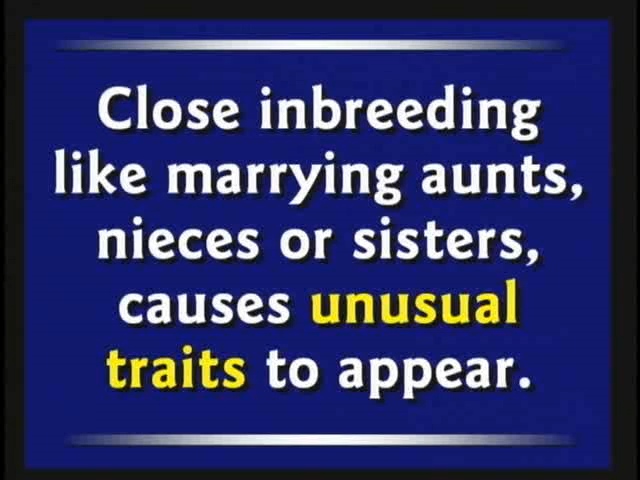 Close inbreeding
like marrying aunts,
nieces or sisters,
causes unusual
traits to appear.